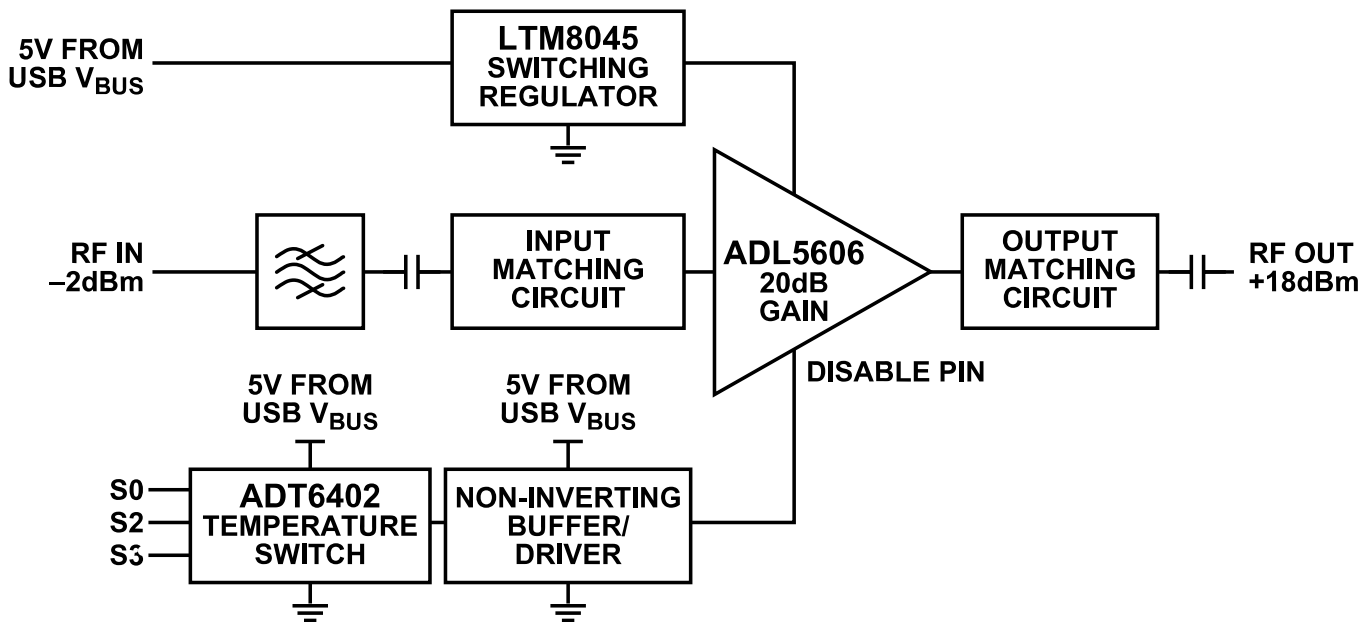 5V FROM
USB VBUS
LTM8045
SWITCHING
REGULATOR
RF IN
–2dBm
INPUT
MATCHING
CIRCUIT
ADL5606
20dB
GAIN
OUTPUT
MATCHING
CIRCUIT
RF OUT
+18dBm
DISABLE PIN
5V FROM
USB VBUS
5V FROM
USB VBUS
S0
S2
S3
ADT6402
TEMPERATURE
SWITCH
NON-INVERTING
BUFFER/
DRIVER